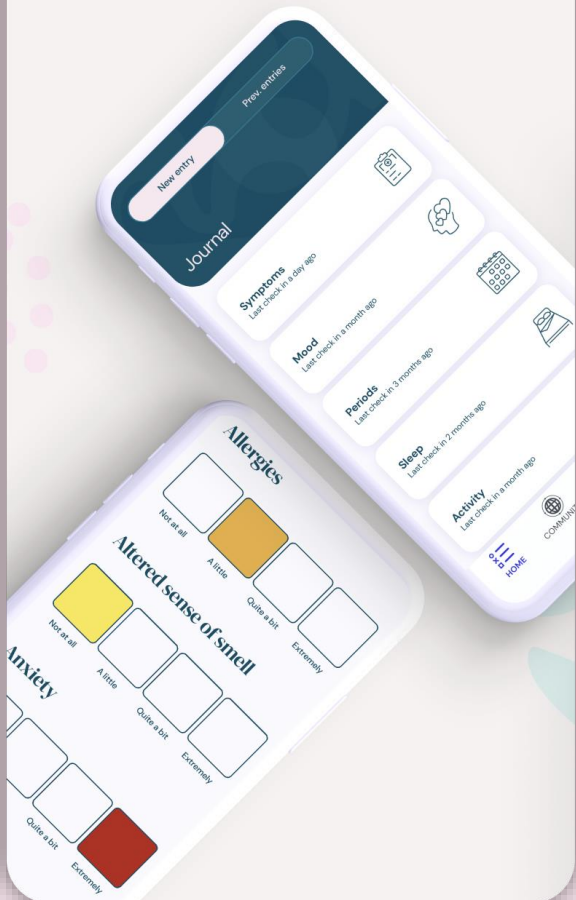 Prev. entries
New entry
Journal
Symptoms
Last check in a day ago
Mood
Last check in a month ago
Periods
Last check in 3 months ago
Sleep
Last check in 2 months ago
Activity
Last check in a month ago
HOME
COMMUNI
Allergies
Not at all
A little
Quite a bit
Extremely
Altered sense of smell
Not at all
A little
Quite a bit
Extremely
Anxiety
Quite a bit
Extremely